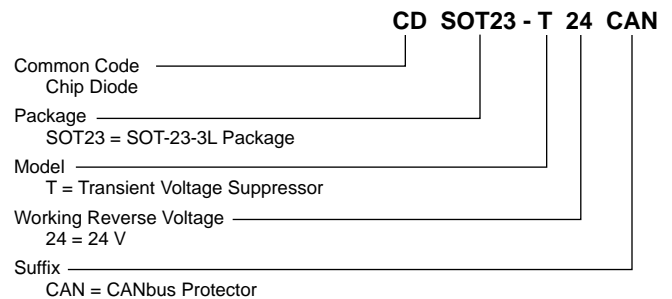 CD SOT23 - T 24 CAN
Common Code
Chip Diode
Package
SOT23 = SOT-23-3L Package
Model
T = Transient Voltage Suppressor
Working Reverse Voltage
24 = 24 V
Suffix
CAN = CANbus Protector